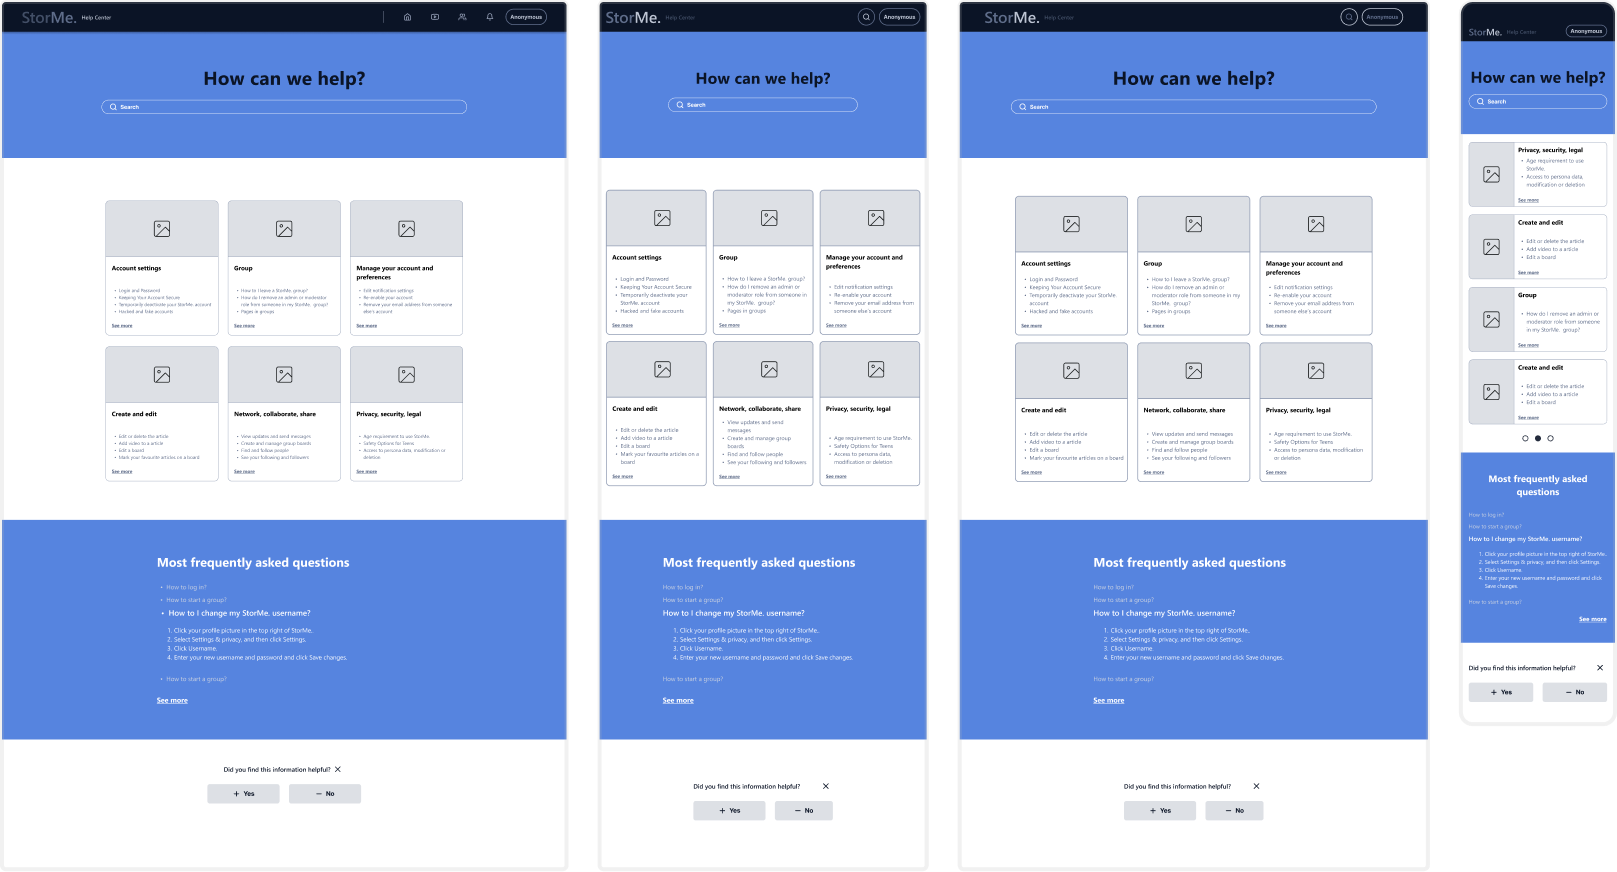 StorMe. Help Center
Anonymous
How can we help?
Search
Account settings
• Login and Password
• Keeping Your Account Secure
• Temporarily deactivate your StorMe. account
• Hacked and fake accounts
See more
Group
• How to I leave a StorMe. group?
• How do I remove an admin or moderator
role from someone in my StorMe.  group?
• Pages in groups
See more
Manage your account and
preferences
• Edit notification settings
• Re-enable your account
• Remove your email address from someone
else's account
See more
Create and edit
• Edit or delete the article
• Add video to a article
• Edit a board
• Mark your favourite articles on a board
See more
Network, collaborate, share
• View updates and send messages
• Create and manage group boards
• Find and follow people
• See your following and followers
See more
Privacy, security, legal
• Age requirement to use StorMe.
• Safety Options for Teens
• Access to persona data, modification or
deletion
See more
Most frequently asked questions
• How to log in?
• How to start a group?
• How to I change my StorMe. username?
1. Click your profile picture in the top right of StorMe.
2. Select Settings & privacy, and then click Settings.
3. Click Username.
4. Enter your new username and password and click Save changes.
• How to start a group?
See more
Did you find this information helpful?
Yes
No
StorMe. Help Center
Anonymous
How can we help?
Search
Account settings
• Login and Password
• Keeping Your Account Secure
• Temporarily deactivate your
StorMe. account
• Hacked and fake accounts
See more
Group
• How to I leave a StorMe. group?
• How do I remove an admin or
moderator role from someone in
my StorMe.  group?
• Pages in groups
See more
Manage your account and
preferences
• Edit notification settings
• Re-enable your account
• Remove your email address from
someone else's account
See more
Create and edit
• Edit or delete the article
• Add video to a article
• Edit a board
• Mark your favourite articles on a
board
See more
Network, collaborate, share
• View updates and send
messages
• Create and manage group
boards
• Find and follow people
• See your following and followers
See more
Privacy, security, legal
• Age requirement to use StorMe.
• Safety Options for Teens
• Access to persona data,
modification or deletion
See more
Most frequently asked questions
How to log in?
How to start a group?
How to I change my StorMe. username?
1. Click your profile picture in the top right of StorMe.
2. Select Settings & privacy, and then click Settings.
3. Click Username.
4. Enter your new username and password and click Save changes.
How to start a group?
See more
Did you find this information helpful?
Yes
No
StorMe. Help Center
Anonymous
How can we help?
Search
Account settings
• Login and Password
• Keeping Your Account Secure
• Temporarily deactivate your StorMe.
account
• Hacked and fake accounts
See more
Group
• How to I leave a StorMe. group?
• How do I remove an admin or
moderator role from someone in my
StorMe.  group?
• Pages in groups
See more
Manage your account and
preferences
• Edit notification settings
• Re-enable your account
• Remove your email address from
someone else's account
See more
Create and edit
• Edit or delete the article
• Add video to a article
• Edit a board
• Mark your favourite articles on a board
See more
Network, collaborate, share
• View updates and send messages
• Create and manage group boards
• Find and follow people
• See your following and followers
See more
Privacy, security, legal
• Age requirement to use StorMe.
• Safety Options for Teens
• Access to persona data, modification
or deletion
See more
Most frequently asked questions
How to log in?
How to start a group?
How to I change my StorMe. username?
1. Click your profile picture in the top right of StorMe.
2. Select Settings & privacy, and then click Settings.
3. Click Username.
4. Enter your new username and password and click Save changes.
How to start a group?
See more
Did you find this information helpful?
Yes
No
StorMe. Help Center
Anonymous
How can we help?
Search
Privacy, security, legal
• Age requirement to use
StorMe.
• Access to persona data,
modification or deletion
See more
Create and edit
• Edit or delete the article
• Add video to a article
• Edit a board
See more
Group
• How do I remove an admin or
moderator role from someone
in my StorMe.  group?
See more
Create and edit
• Edit or delete the article
• Add video to a article
• Edit a board
See more
Most frequently asked
questions
How to log in?
How to start a group?
How to I change my StorMe. username?
1. Click your profile picture in the top right of StorMe.
2. Select Settings & privacy, and then click Settings.
3. Click Username.
4. Enter your new username and password and click
Save changes.
How to start a group?
See more
Did you find this information helpful?
Yes
No